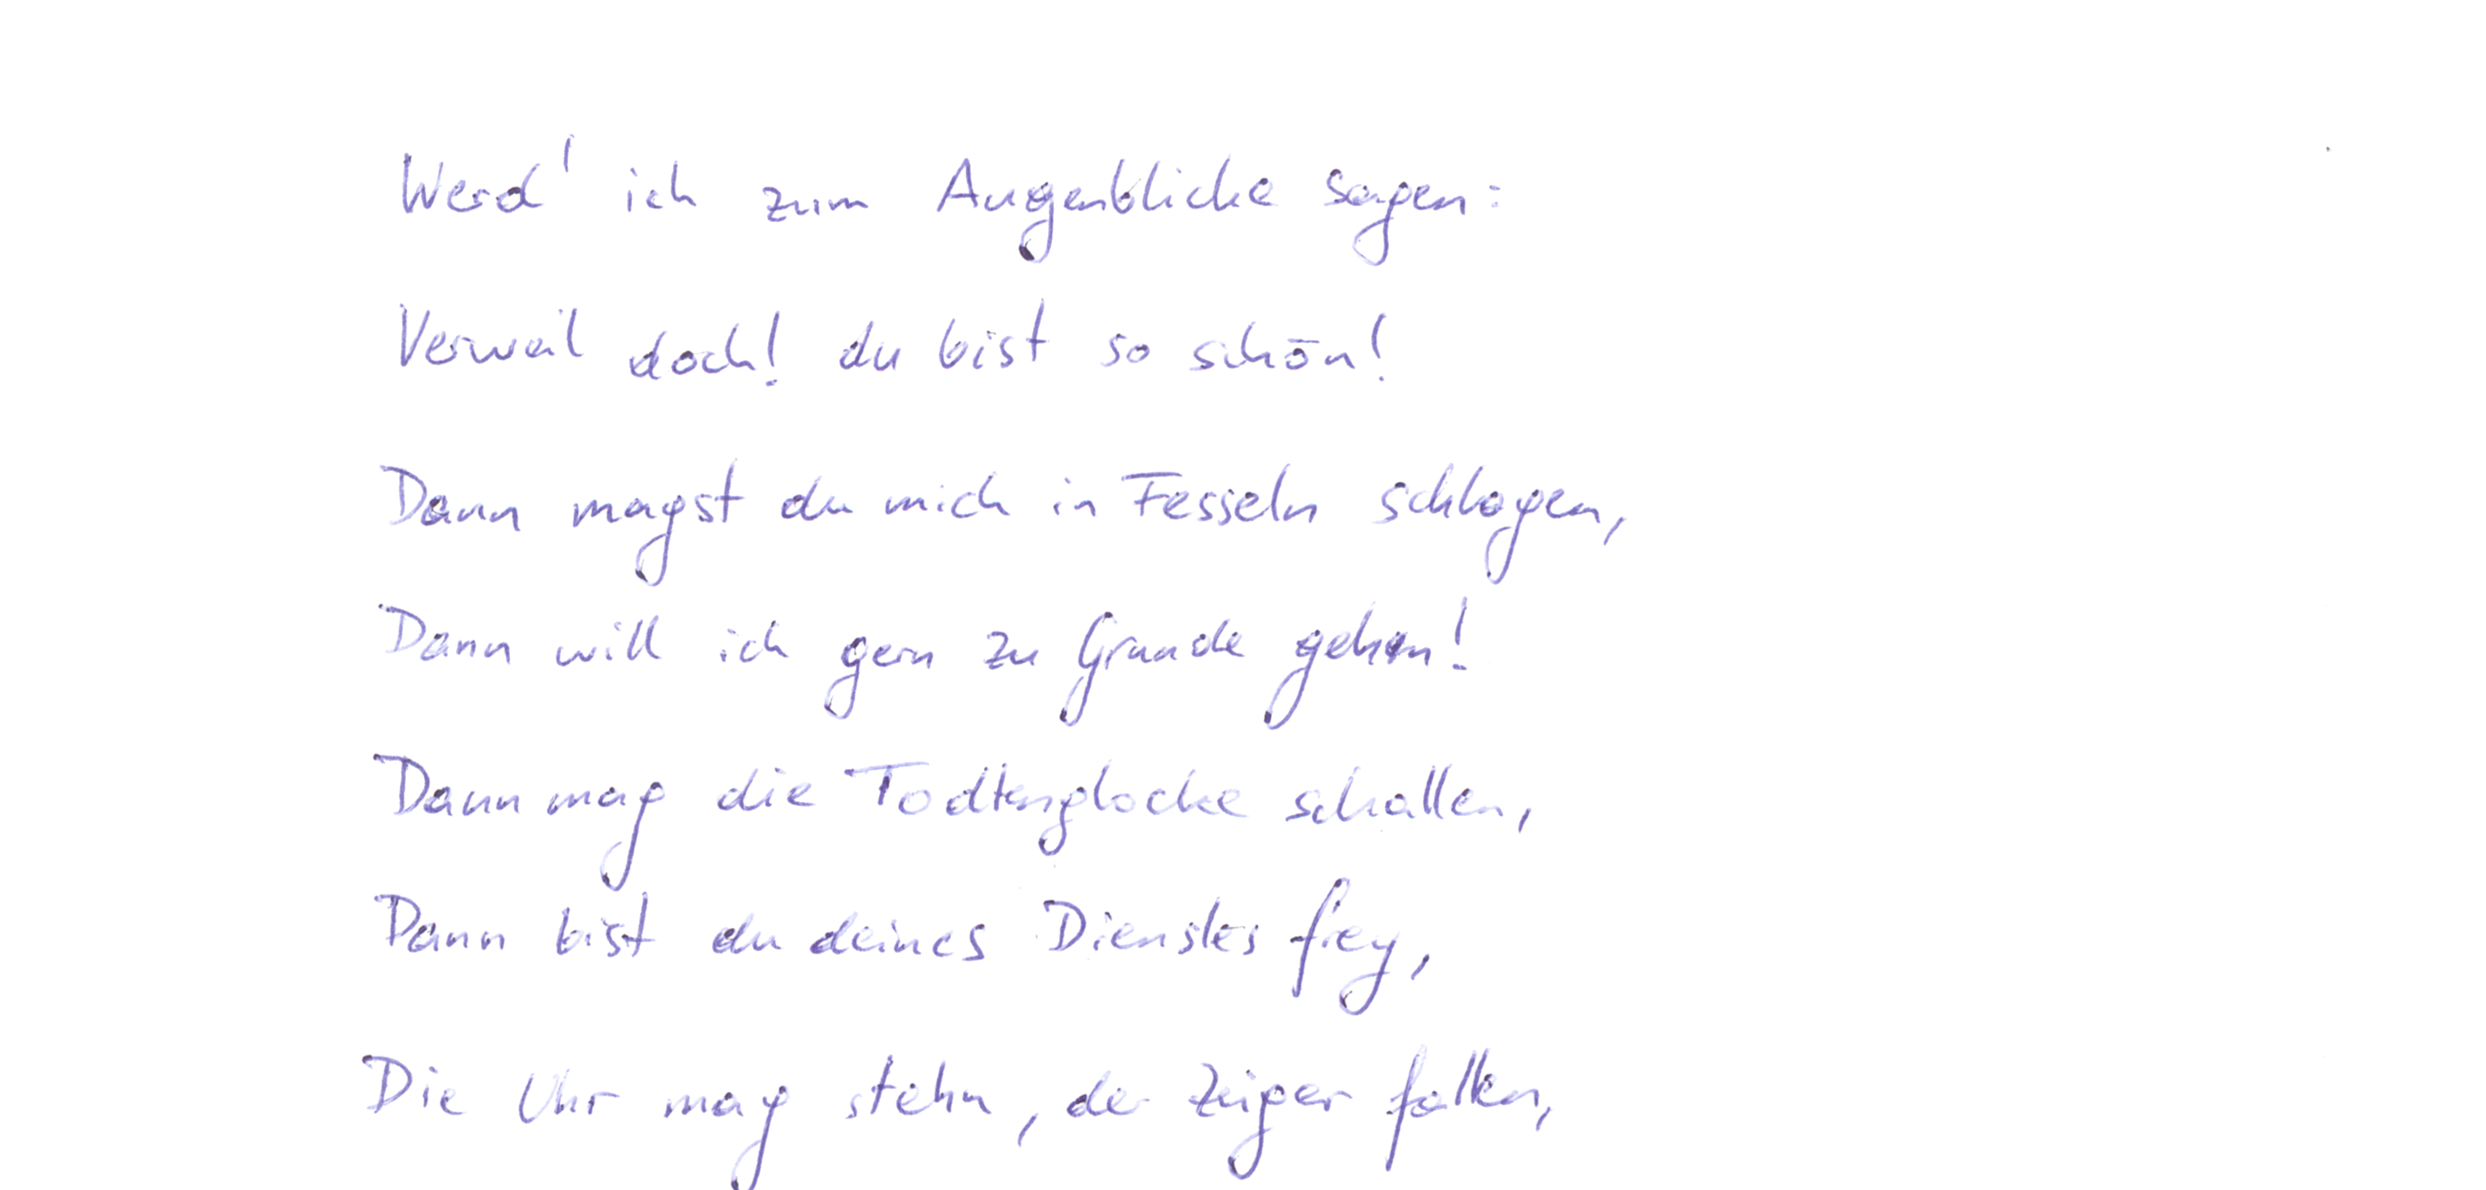 Werd' ich zum Augenblicke sagen:
Verweil doch! du bist so schön!
Dann magst du mich in Fesseln schlagen,
Dann will ich gern zu Grunde gehen!
Dann mag die Todtenglocke schallen,
Dann bist du deines Dienstes frey,
Die Uhr mag stehn, der Zeiger fallen,